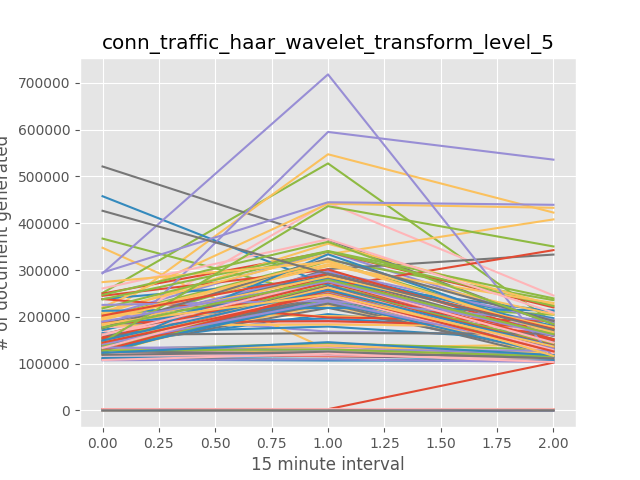 conn_traffic_haar_wavelet_transform_level_5
700000
600000
500000
400000
300000
200000
100000
0
# of document generated
0.00 0.25 0.50 0.75 1.00 1.25 1.50 1.75 2.00
15 minute interval